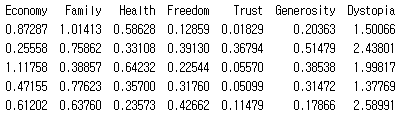 Economy Family Health Freedom Trust Generosity Dystopia
0.87287 1.01413 0.58628 0.12859 0.01829 0.20363 1.50066
0.25558 0.75862 0.33108 0.39130 0.36794 0.51479 2.43801
1.11758 0.38857 0.64232 0.22544 0.05570 0.38538 1.99817
0.47155 0.77623 0.35700 0.31760 0.05099 0.31472 1.37769
0.61202 0.63760 0.23573 0.42662 0.11479 0.17866 2.58991